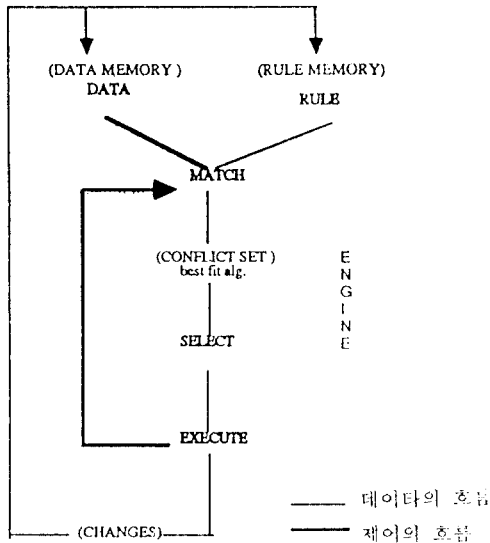 (DATA MEMORY )
DATA
(RULE MEMORY)
RULE
MATCH
(CONFLICT SET )
best fit alg.
ENGINE
SELECT
EXECUTE
(CHANGES)
데이타의 흐름
제어의 흐름